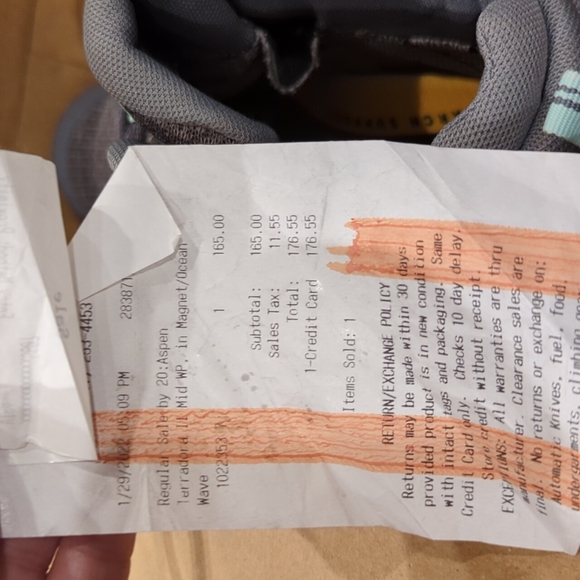 4453
1/29/2022 05:09 PM 28387
Regular Sale by 20:Aspen
Terradora II Mid WP, in Magnet/Ocean
Wave
1022353 1 165.00
Subtotal: 165.00
Sales Tax: 11.55
Total: 176.55
1-Credit Card 176.55
Items Sold: 1
RETURN/EXCHANGE POLICY
Returns may be made within 30 days
provided product is in new condition
with intact tags and packaging. Same
Credit Card only. Checks 10 day delay.
Store credit without receipt.
EXCEPTIONS: All warranties are thru
manufacturer. Clearance sales are
final. No returns or exchange on:
Automatic Knives, fuel, food,
climbing